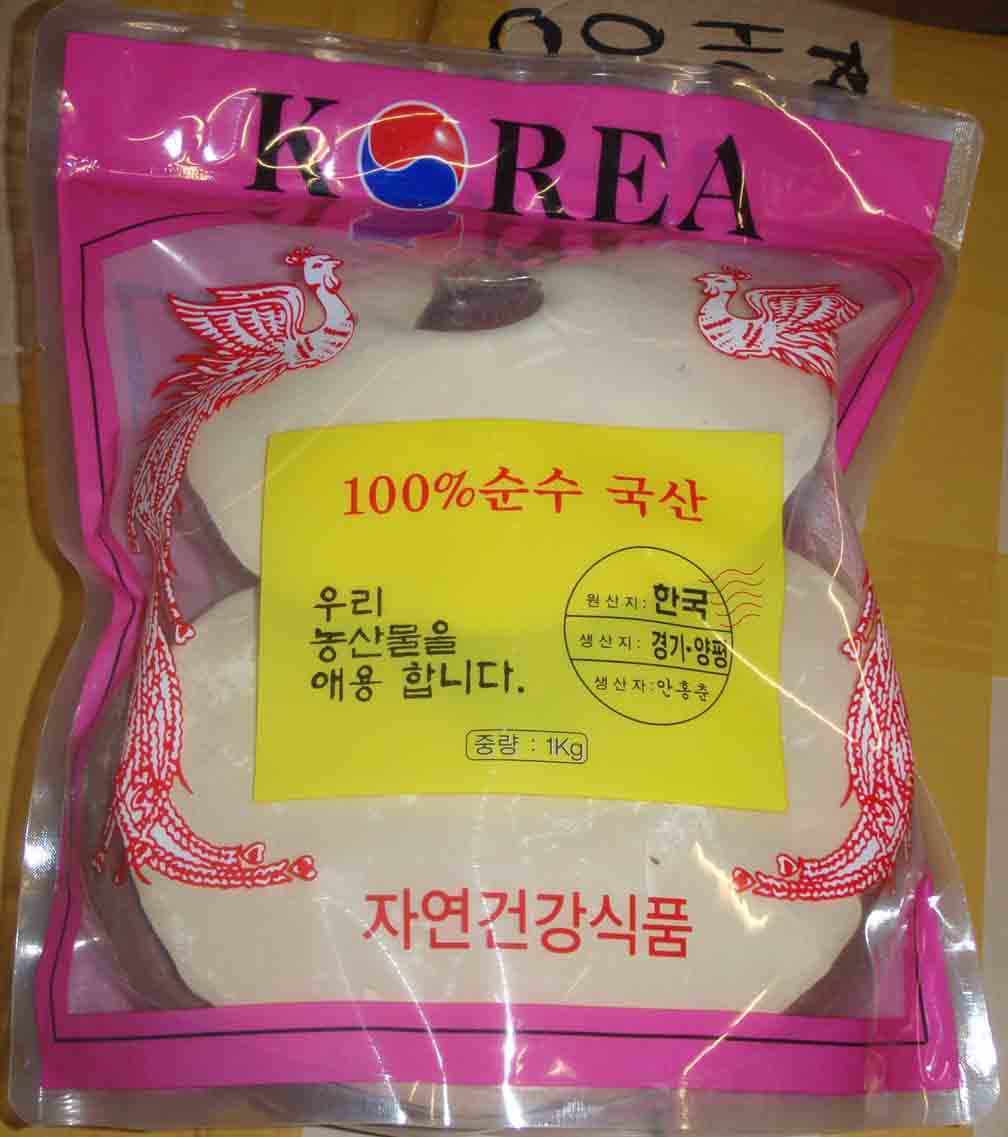 KOREA
100%순수 국산
우리
농산물을
애용 합니다.
원산지: 한국
생산지: 경기·양평
생산자: 안홍춘
중량 : 1Kg
자연건강식품